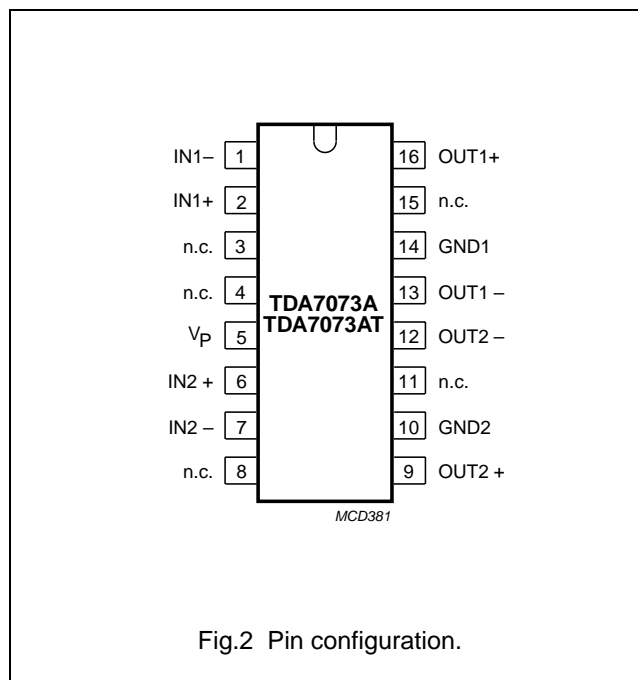 IN1– 1 16 OUT1+
IN1+ 2 15 n.c.
n.c. 3 14 GND1
n.c. 4 13 OUT1 –
TDA7073A
TDA7073AT
VP 5 12 OUT2 –
IN2 + 6 11 n.c.
IN2 – 7 10 GND2
n.c. 8 9 OUT2 +
MCD381
Fig.2 Pin configuration.